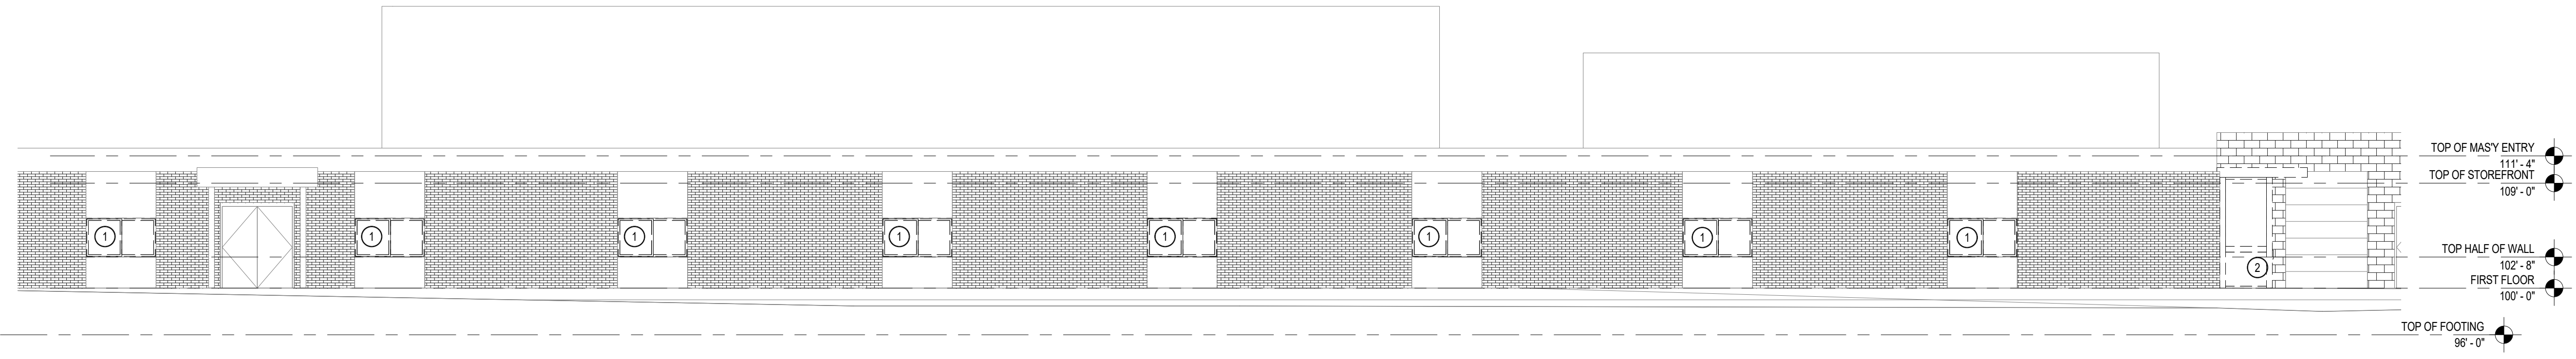 TOP OF MAS'Y ENTRY
111' - 4"
TOP OF STOREFRONT
109' - 0"
1
1
1
1
1
1
1
1
TOP HALF OF WALL
102' - 8"
2
FIRST FLOOR
100' - 0"
TOP OF FOOTING
96' - 0"